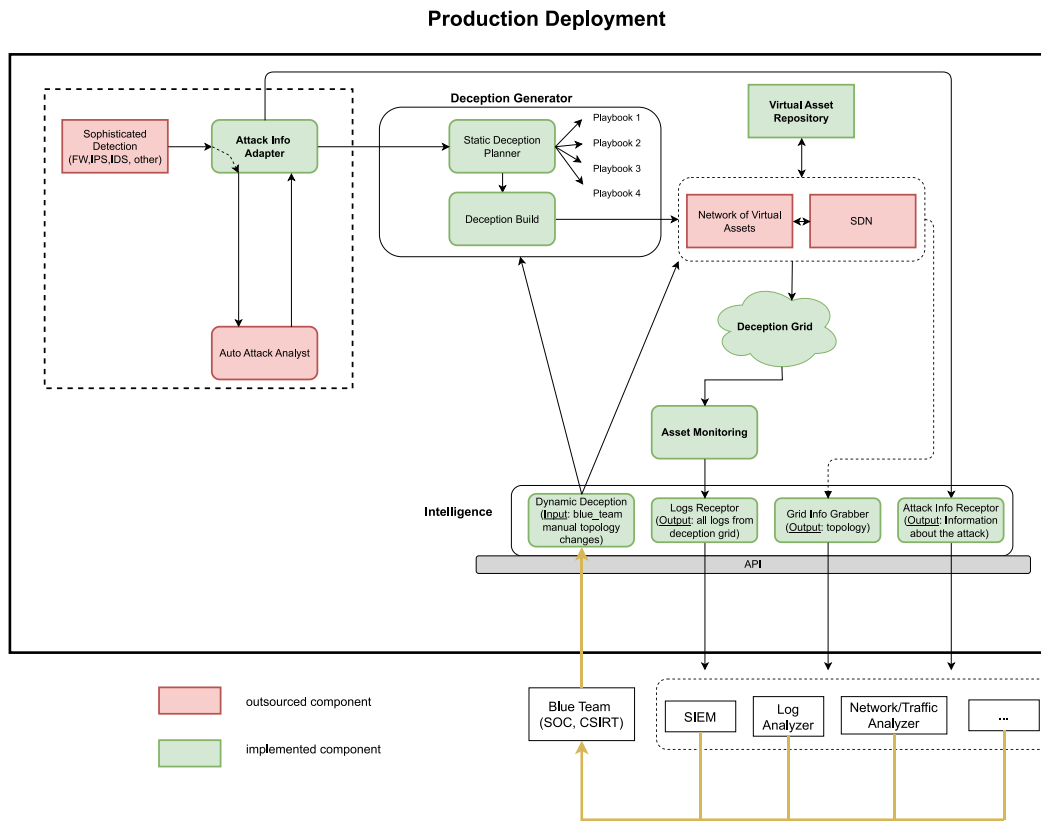 Production Deployment
Sophisticated
Detection
(FW,IPS,IDS, other)
Attack Info
Adapter
Auto Attack Analyst
Deception Generator
Static Deception
Planner
Playbook 1
Playbook 2
Playbook 3
Playbook 4
Deception Build
Virtual Asset
Repository
Network of Virtual
Assets
SDN
Deception Grid
Asset Monitoring
Intelligence
Dynamic Deception
(Input: blue_team
manual topology
changes)
Logs Receptor
(Output: all logs from
deception grid)
Grid Info Grabber
(Output: topology)
Attack Info Receptor
(Output: Information
about the attack)
API
outsourced component
implemented component
Blue Team
(SOC, CSIRT)
SIEM
Log
Analyzer
Network/Traffic
Analyzer
...